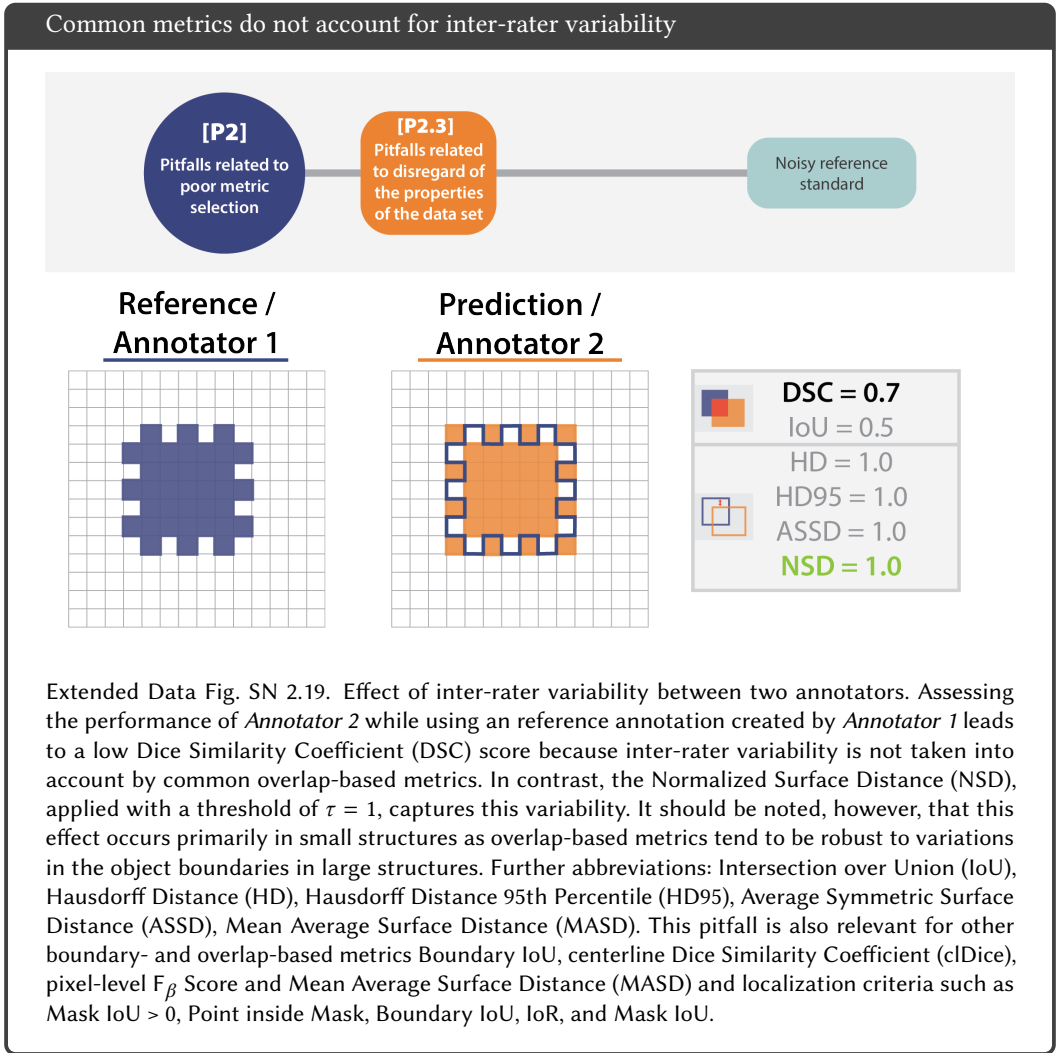 Common metrics do not account for inter-rater variability
[P2]
Pitfalls related to
poor metric
selection
[P2.3]
Pitfalls related
to disregard of
the properties
of the data set
Noisy reference
standard
Reference /
Annotator 1
Prediction /
Annotator 2
DSC = 0.7
IoU = 0.5
HD = 1.0
HD95 = 1.0
ASSD = 1.0
NSD = 1.0
Extended Data Fig. SN 2.19. Effect of inter-rater variability between two annotators. Assessing
the performance of Annotator 2 while using an reference annotation created by Annotator 1 leads
to a low Dice Similarity Coefficient (DSC) score because inter-rater variability is not taken into
account by common overlap-based metrics. In contrast, the Normalized Surface Distance (NSD),
applied with a threshold of τ = 1, captures this variability. It should be noted, however, that this
effect occurs primarily in small structures as overlap-based metrics tend to be robust to variations
in the object boundaries in large structures. Further abbreviations: Intersection over Union (IoU),
Hausdorff Distance (HD), Hausdorff Distance 95th Percentile (HD95), Average Symmetric Surface
Distance (ASSD), Mean Average Surface Distance (MASD). This pitfall is also relevant for other
boundary- and overlap-based metrics Boundary IoU, centerline Dice Similarity Coefficient (clDice),
pixel-level Fβ Score and Mean Average Surface Distance (MASD) and localization criteria such as
Mask IoU > 0, Point inside Mask, Boundary IoU, IoR, and Mask IoU.